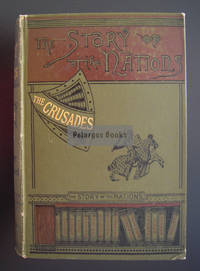 The STORY OF
The NATIONS
THE CRUSADES
Pelargos Books
THE STORY OF THE NATIONS